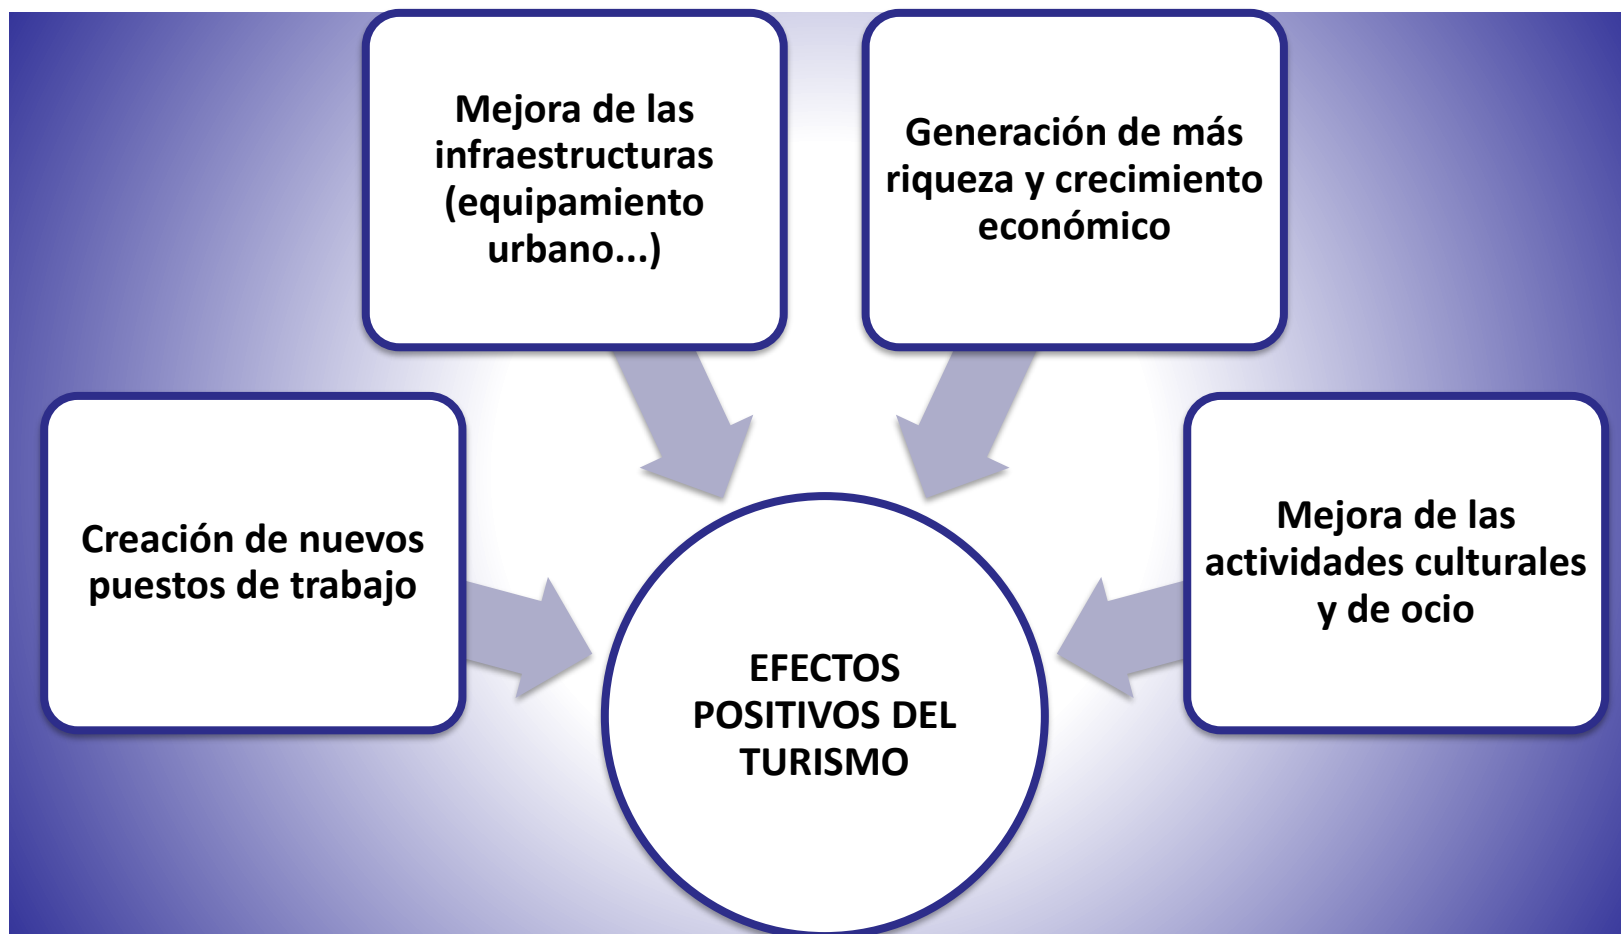 Mejora de las
infraestructuras
(equipamiento
urbano...)
Generación de más
riqueza y crecimiento
económico
Creación de nuevos
puestos de trabajo
Mejora de las
actividades culturales
y de ocio
EFECTOS
POSITIVOS DEL
TURISMO